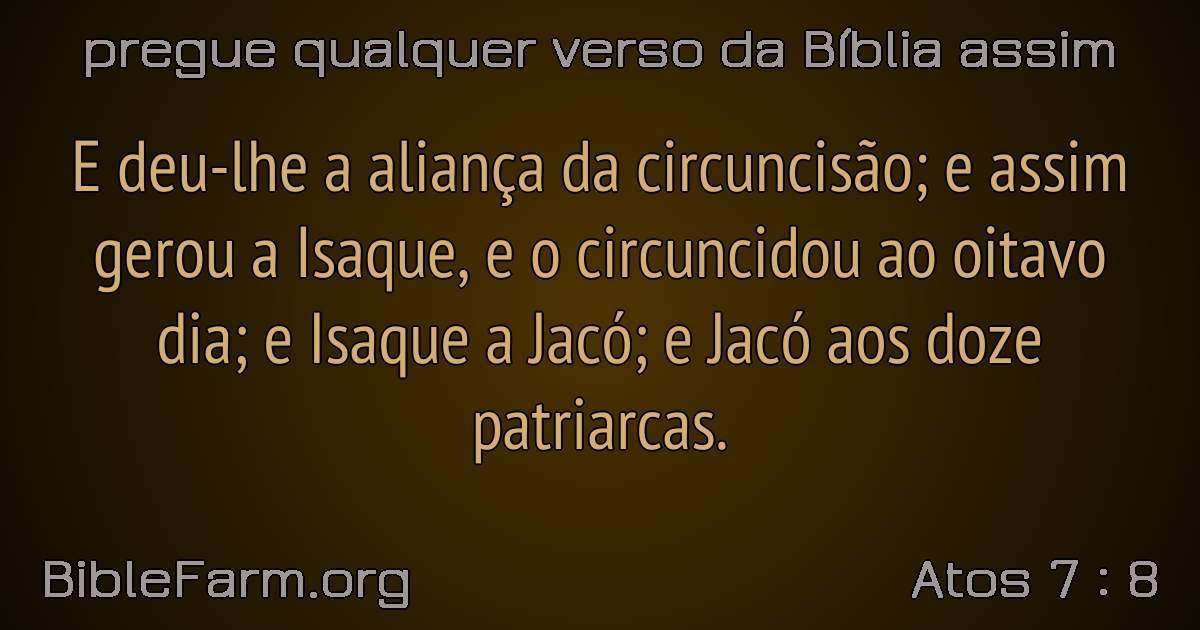 pregue qualquer verso da Bíblia assim
E deu-lhe a aliança da circuncisão; e assim
gerou a Isaque, e o circuncidou ao oitavo
dia; e Isaque a Jacó; e Jacó aos doze
patriarcas.
BibleFarm.org
Atos 7 : 8